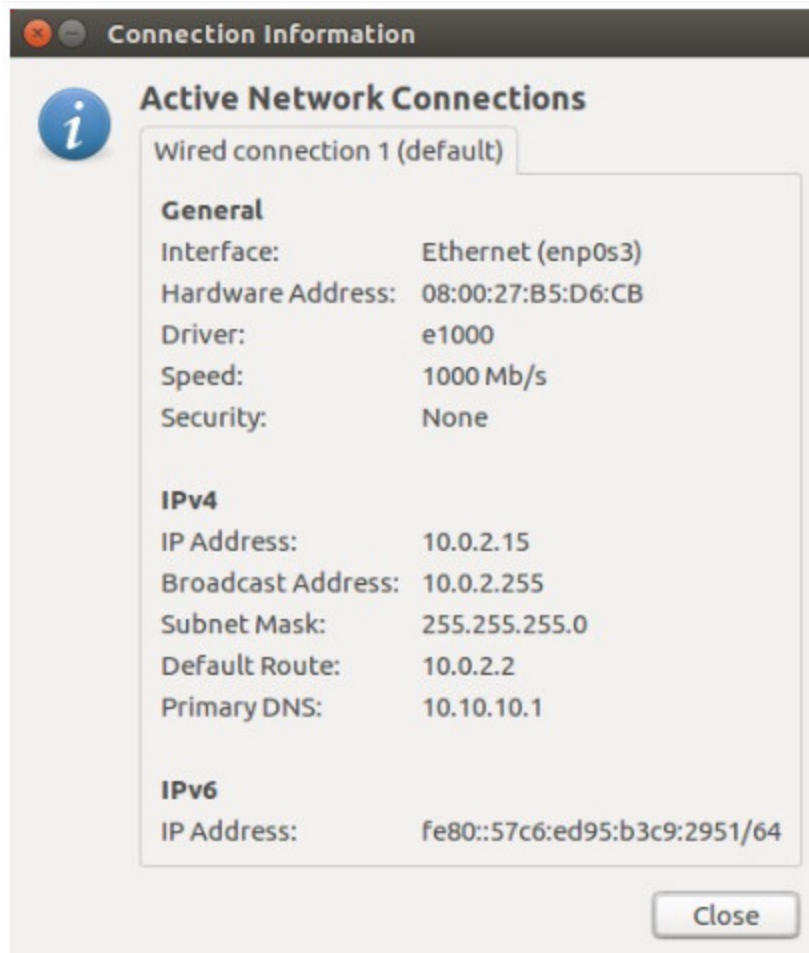 Connection Information
Active Network Connections
Wired connection 1 (default)
General
Interface: Ethernet (enp0s3)
Hardware Address: 08:00:27:B5:D6:CB
Driver: e1000
Speed: 1000 Mb/s
Security: None
IPv4
IP Address: 10.0.2.15
Broadcast Address: 10.0.2.255
Subnet Mask: 255.255.255.0
Default Route: 10.0.2.2
Primary DNS: 10.10.10.1
IPv6
IP Address: fe80::57c6:ed95:b3c9:2951/64
Close